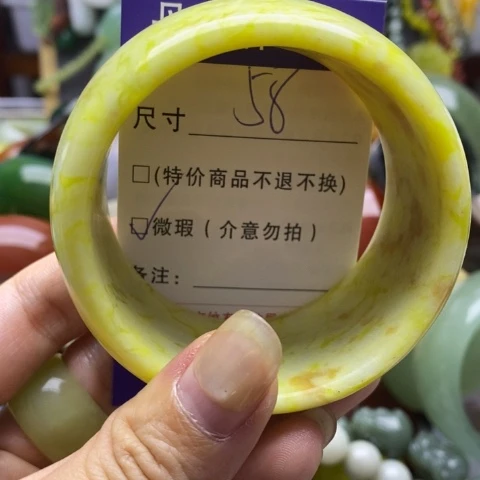 尺寸 58
□(特价商品不退不换)
☑微瑕(介意勿拍)
备注: